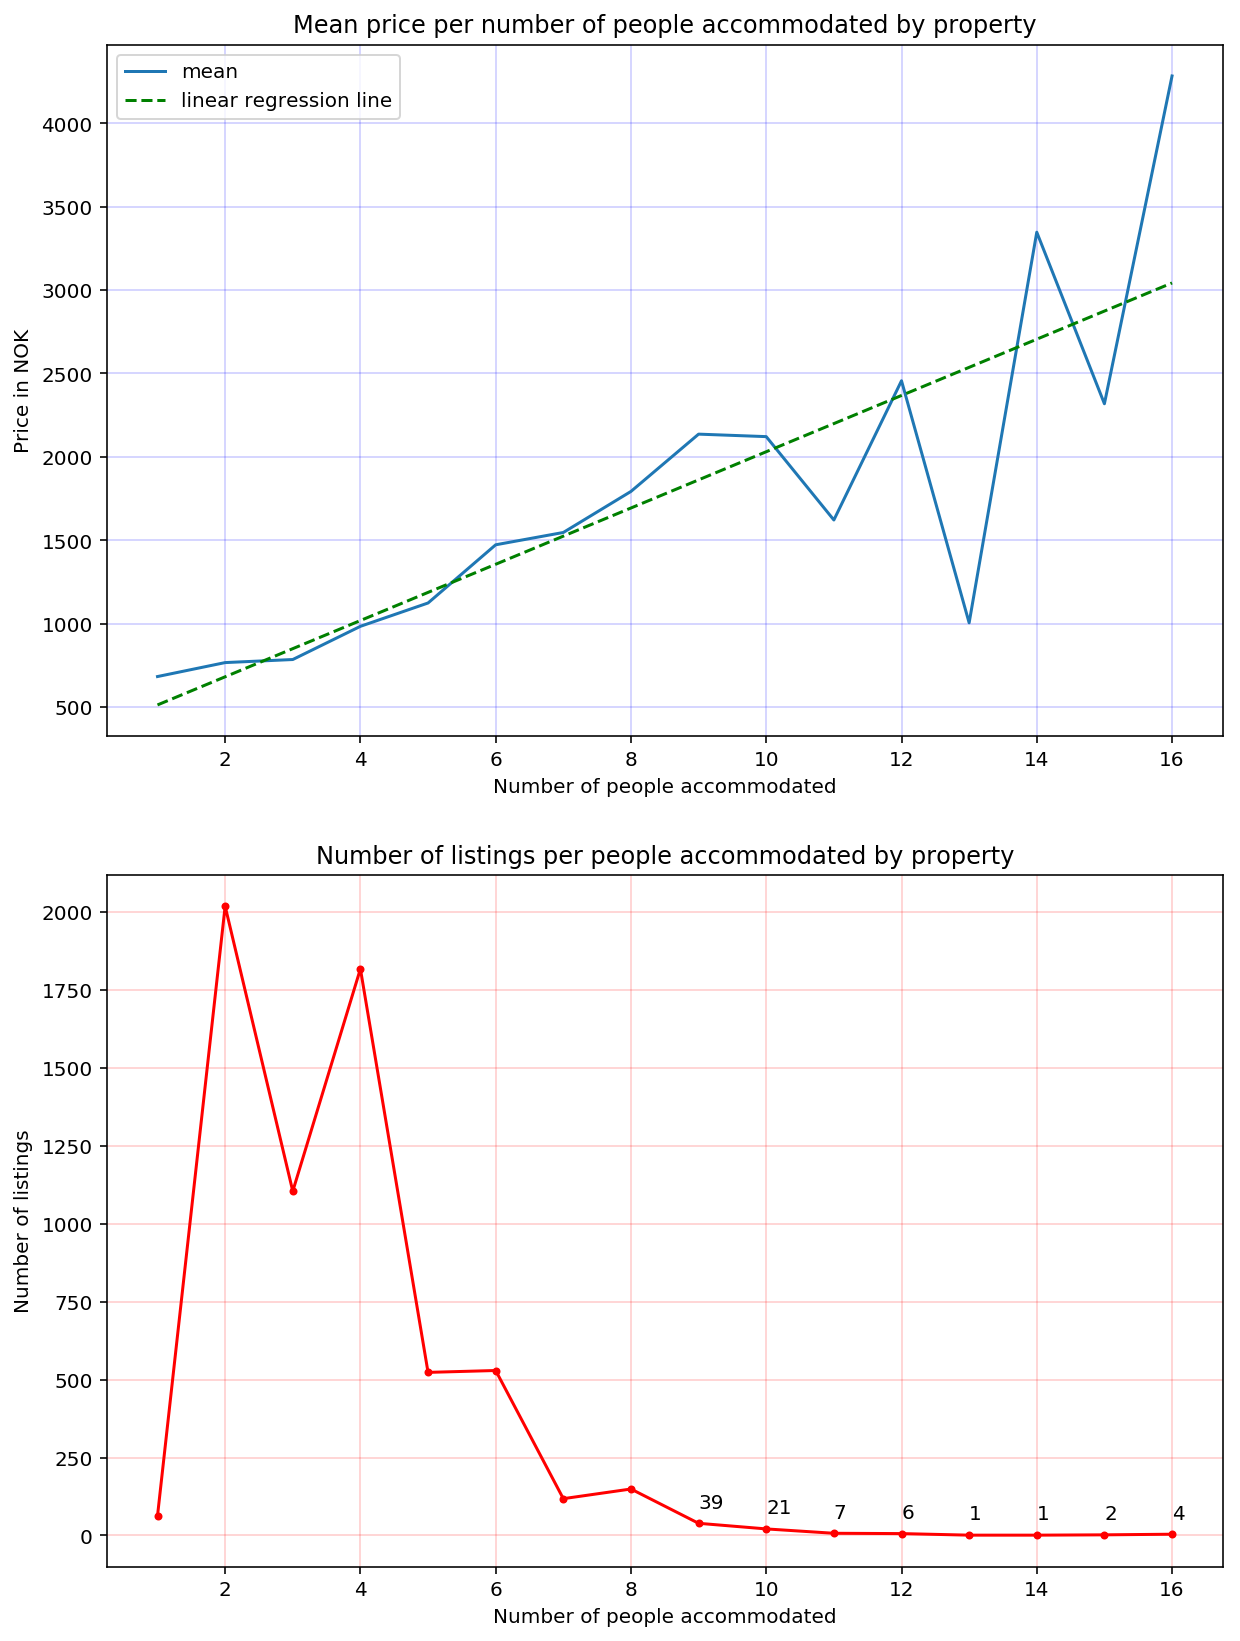 Mean price per number of people accommodated by property
mean
linear regression line
4000
3500
3000
2500
2000
1500
1000
500
Price in NOK
2 4 6 8 10 12 14 16
Number of people accommodated
Number of listings per people accommodated by property
2000
1750
1500
1250
1000
750
500
250
0
Number of listings
39 21 7 6 1 1 2 4
2 4 6 8 10 12 14 16
Number of people accommodated